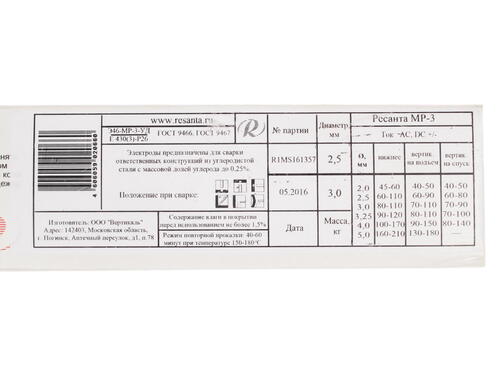 www.resanta.ru
Э46-МР-3-УД
Е 430(3)-Р26
ГОСТ 9466, ГОСТ 9467
R
Электроды предназначены для сварки
ответственных конструкций из углеродистой
стали с массовой долей углерода до 0.25%.
Положение при сварке:
Изготовитель: ООО "Вертикаль"
Адрес: 142403, Московская область,
г. Ногинск, Аптечный переулок, д1, п.78
Содержание влаги в покрытии
перед использованием не более 1,5%
Режим повторной прокалки: 40-60
минут при температуре 150-180°С
№ партии
Диаметр, мм
R1MS161357
2,5
05.2016
3,0
Дата
Масса, кг
Ресанта МР-3
Ток ~AC, DC +/-
Ø, мм нижнее вертик на подъем вертик на спуск
2,0 45-60 40-50 40-50
2,5 60-110 60-90 50-80
3,0 80-110 70-90 60-80
3,25 90-120 80-110 70-100
4,0 100-170 90-150 80-140
5,0 160-210 130-180 —